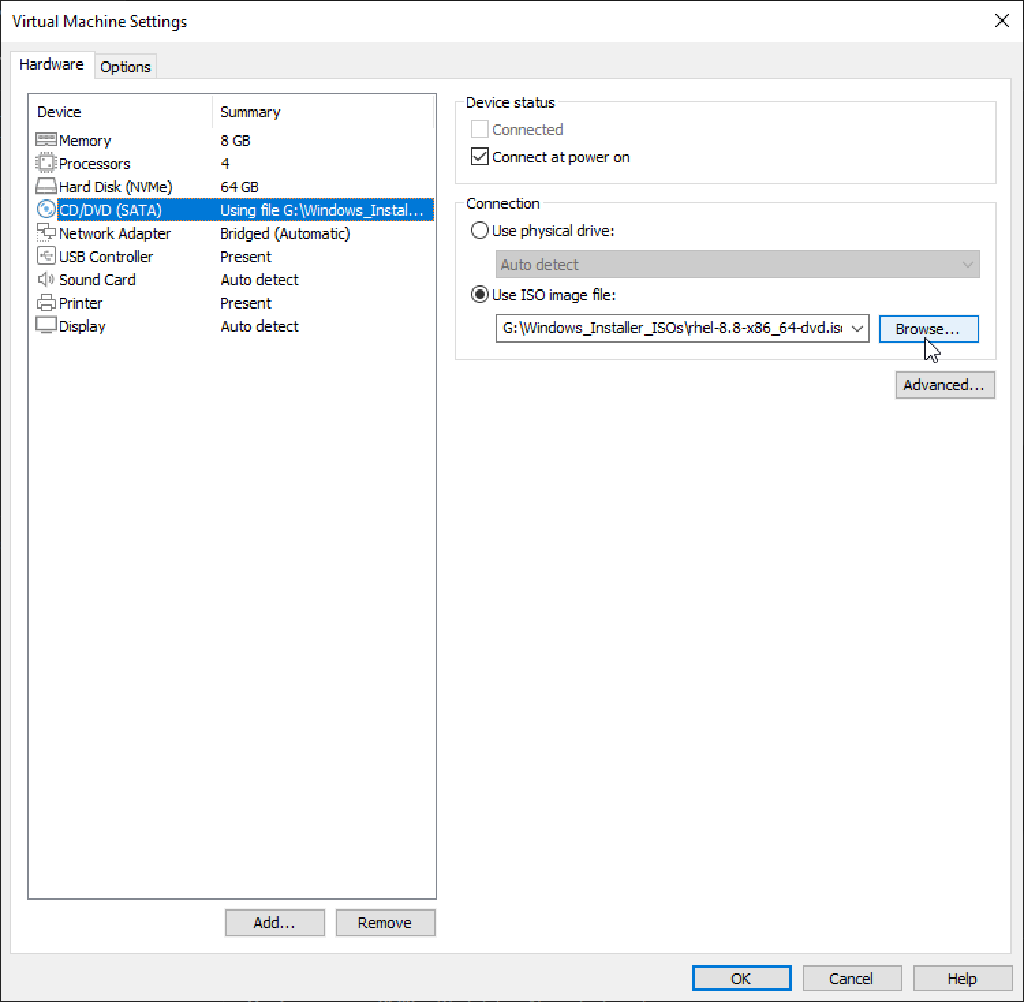 Virtual Machine Settings
Hardware
Options
Device Summary
Memory 8 GB
Processors 4
Hard Disk (NVMe) 64 GB
CD/DVD (SATA) Using file G:\Windows_Instal...
Network Adapter Bridged (Automatic)
USB Controller Present
Sound Card Auto detect
Printer Present
Display Auto detect
Add...
Remove
Device status
Connected
Connect at power on
Connection
Use physical drive:
Auto detect
Use ISO image file:
G:\Windows_Installer_ISOs\rhel-8.8-x86_64-dvd.iso
Browse...
Advanced...
OK
Cancel
Help